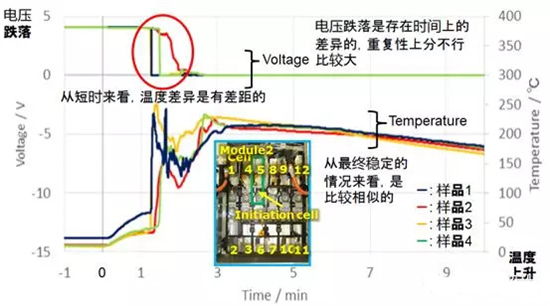 电压
跌落
电压跌落是存在时间上的
差异的，重复性上分不行
比较大
Voltage
从短时来看，温度差异是有差距的
Temperature
从最终稳定的
情况来看，是
比较相似的
Voltage / V
5
0
-5
-10
-15
Temperature / °C
400
350
300
250
200
150
100
50
0
Module2
Cell
1 4 5 8 9 12
Initiation cell
2 3 6 7 10 11
: 样品1
: 样品2
: 样品3
: 样品4
-1 0 1 3 5 7 9
Time / min
温度
上升